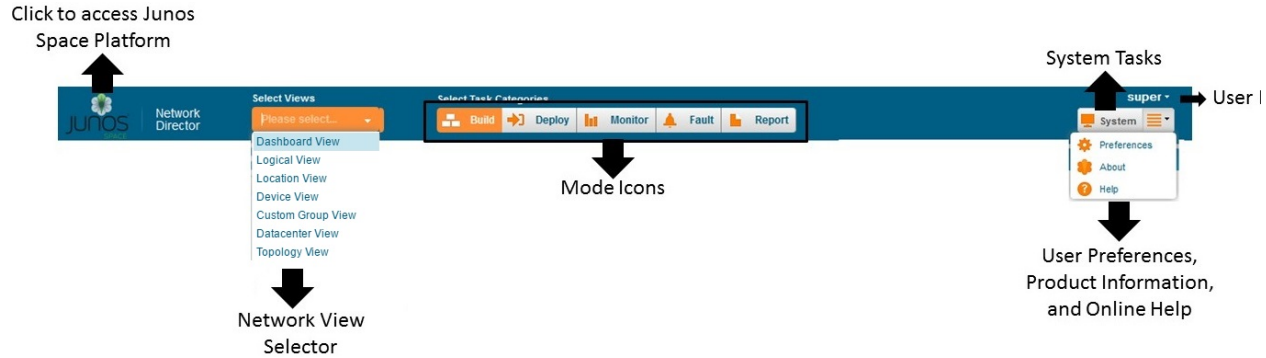 Click to access Junos
Space Platform
System Tasks
Select Views
Select Task Categories
super
User
JUNOS
SPACE
Network
Director
Please select...
Build
Deploy
Monitor
Fault
Report
System
Dashboard View
Logical View
Location View
Device View
Custom Group View
Datacenter View
Topology View
Preferences
About
Help
Mode Icons
Network View
Selector
User Preferences,
Product Information,
and Online Help